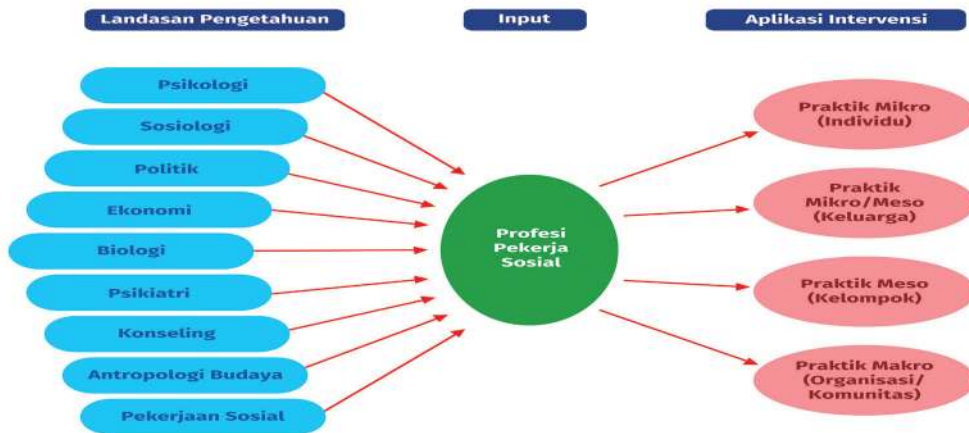 Landasan Pengetahuan
Input
Aplikasi Intervensi
Psikologi
Sosiologi
Politik
Ekonomi
Biologi
Psikiatri
Konseling
Antropologi Budaya
Pekerjaan Sosial
Profesi
Pekerja
Sosial
Praktik Mikro
(Individu)
Praktik
Mikro/Meso
(Keluarga)
Praktik Meso
(Kelompok)
Praktik Makro
(Organisasi/
Komunitas)